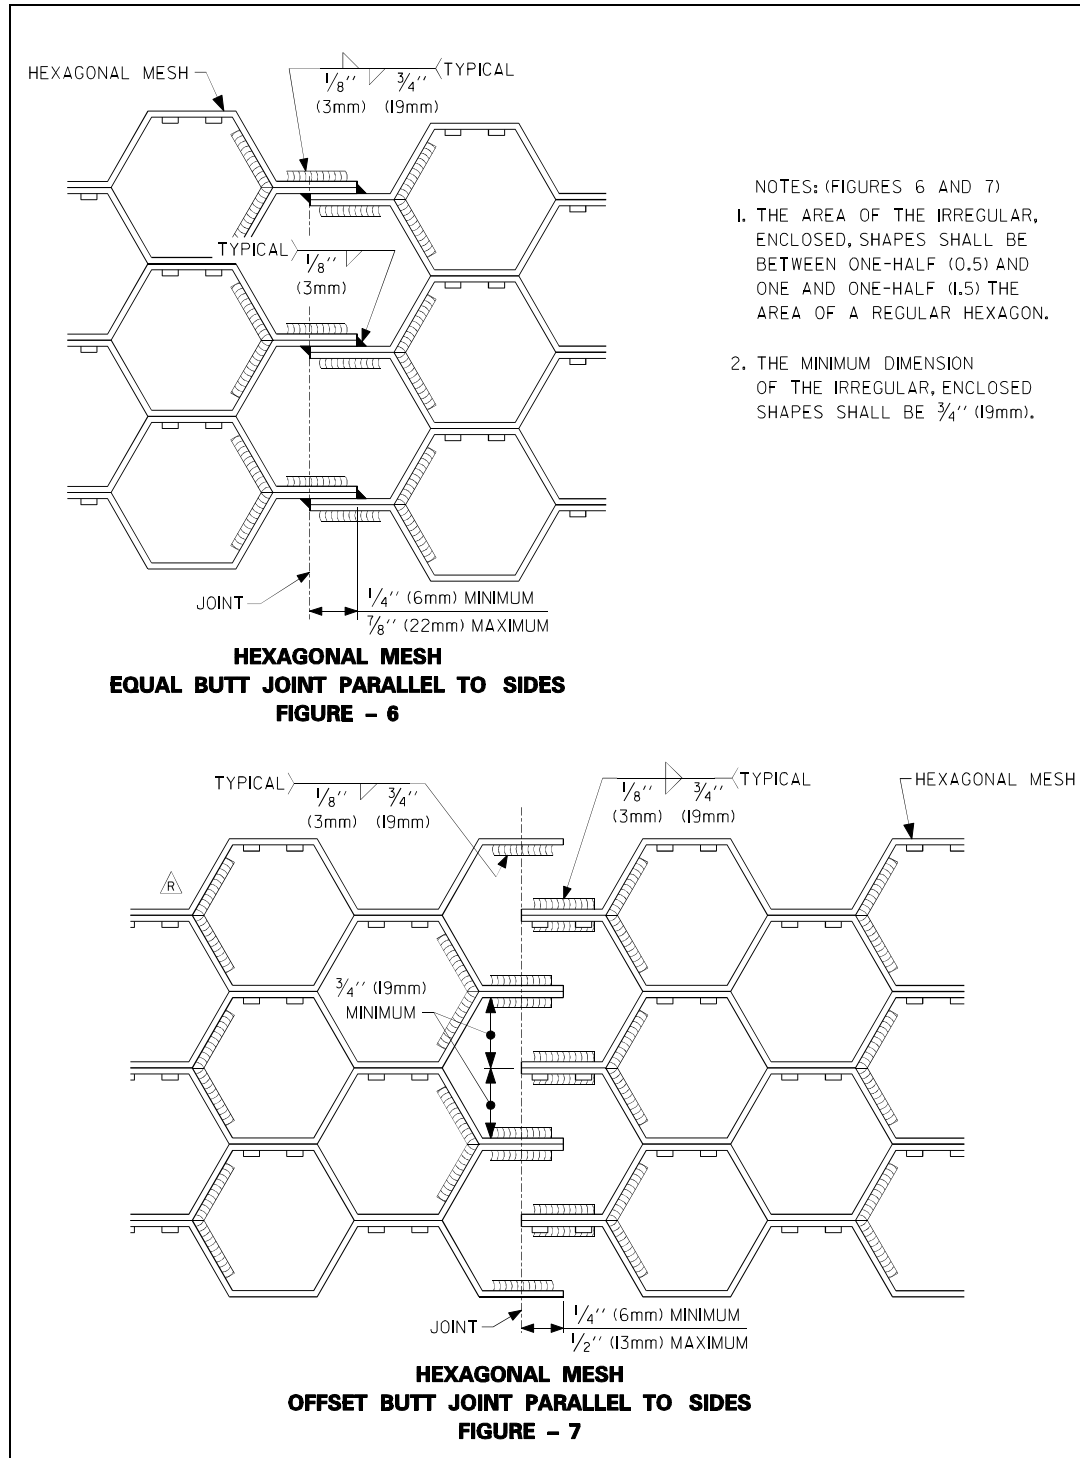 HEXAGONAL MESH
1/8'' 3/4'' TYPICAL
(3mm) (19mm)
NOTES: (FIGURES 6 AND 7)
1. THE AREA OF THE IRREGULAR,
ENCLOSED, SHAPES SHALL BE
BETWEEN ONE-HALF (0.5) AND
ONE AND ONE-HALF (1.5) THE
AREA OF A REGULAR HEXAGON.
2. THE MINIMUM DIMENSION
OF THE IRREGULAR, ENCLOSED
SHAPES SHALL BE 3/4'' (19mm).
TYPICAL 1/8''
(3mm)
JOINT
1/4'' (6mm) MINIMUM
7/8'' (22mm) MAXIMUM
HEXAGONAL MESH
EQUAL BUTT JOINT PARALLEL TO SIDES
FIGURE - 6
TYPICAL 1/8'' 3/4''
(3mm) (19mm)
1/8'' 3/4'' TYPICAL
(3mm) (19mm)
HEXAGONAL MESH
R
3/4'' (19mm)
MINIMUM
JOINT
1/4'' (6mm) MINIMUM
1/2'' (13mm) MAXIMUM
HEXAGONAL MESH
OFFSET BUTT JOINT PARALLEL TO SIDES
FIGURE - 7